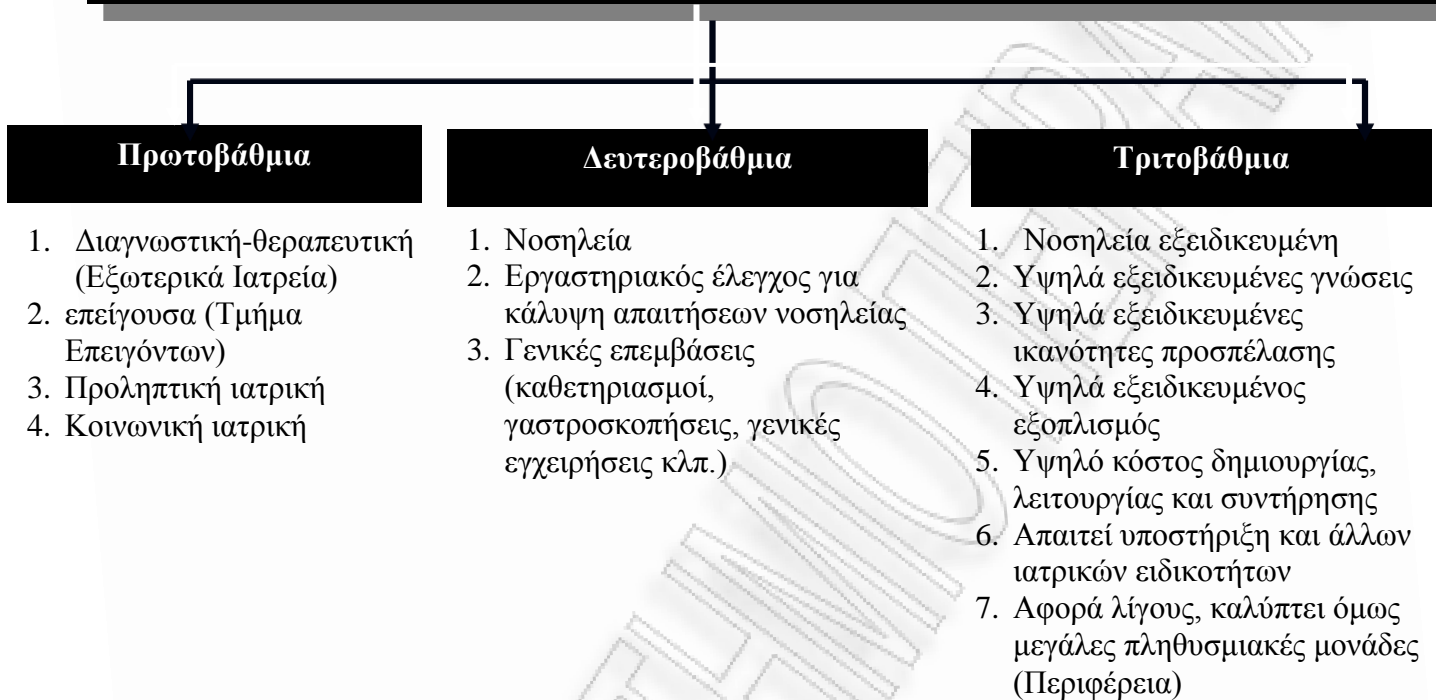 Πρωτοβάθμια
1. Διαγνωστική-θεραπευτική
(Εξωτερικά Ιατρεία)
2. επείγουσα (Τμήμα
Επειγόντων)
3. Προληπτική ιατρική
4. Κοινωνική ιατρική
Δευτεροβάθμια
1. Νοσηλεία
2. Εργαστηριακός έλεγχος για
κάλυψη απαιτήσεων νοσηλείας
3. Γενικές επεμβάσεις
(καθετηριασμοί,
γαστροσκοπήσεις, γενικές
εγχειρήσεις κλπ.)
Τριτοβάθμια
1. Νοσηλεία εξειδικευμένη
2. Υψηλά εξειδικευμένες γνώσεις
3. Υψηλά εξειδικευμένες
ικανότητες προσπέλασης
4. Υψηλά εξειδικευμένος
εξοπλισμός
5. Υψηλό κόστος δημιουργίας,
λειτουργίας και συντήρησης
6. Απαιτεί υποστήριξη και άλλων
ιατρικών ειδικοτήτων
7. Αφορά λίγους, καλύπτει όμως
μεγάλες πληθυσμιακές μονάδες
(Περιφέρεια)